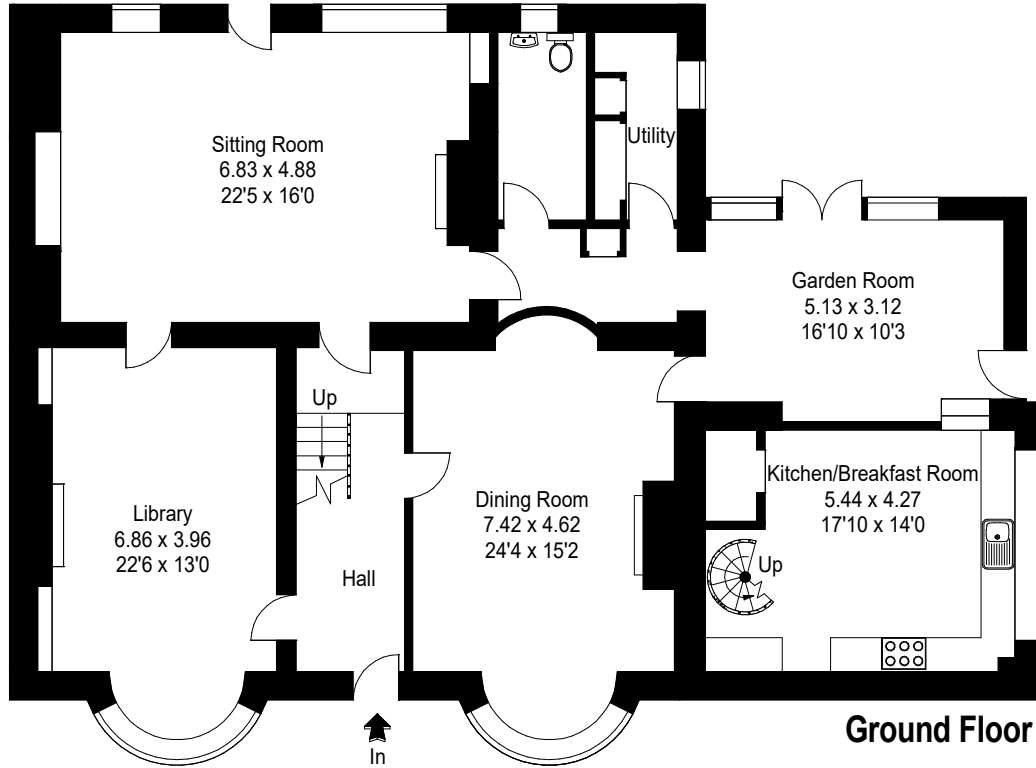 Sitting Room
6.83 x 4.88
22'5 x 16'0
Utility
Garden Room
5.13 x 3.12
16'10 x 10'3
Up
Library
6.86 x 3.96
22'6 x 13'0
Hall
Dining Room
7.42 x 4.62
24'4 x 15'2
Kitchen/Breakfast Room
5.44 x 4.27
17'10 x 14'0
Up
In
Ground Floor